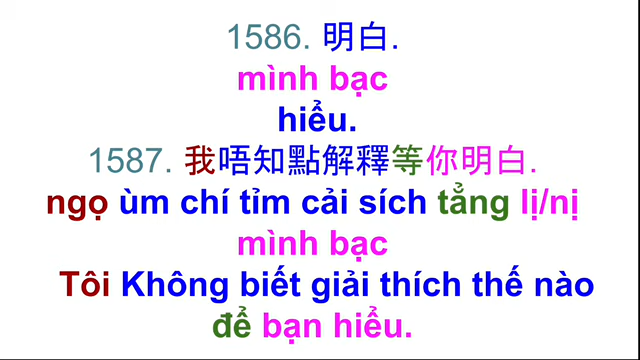 1586. 明白.
mình bạc
hiểu.
1587. 我唔知點解釋等你明白.
ngọ ùm chí tỉm cải sích tẳng lị/nị
mình bạc
Tôi Không biết giải thích thế nào
để bạn hiểu.